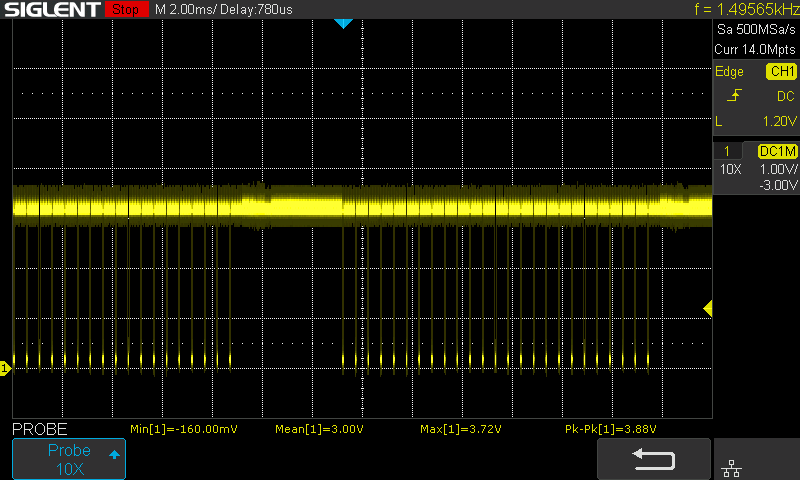 SIGLENT Stop M 2.00ms/ Delay:780us f = 1.49565kHz
Sa 500MSa/s
Curr 14.0Mpts
Edge CH1
DC
L 1.20V
1 DC1M
10X 1.00V/
-3.00V
1
PROBE Min[1]=-160.00mV Mean[1]=3.00V Max[1]=3.72V Pk-Pk[1]=3.88V
Probe
10X